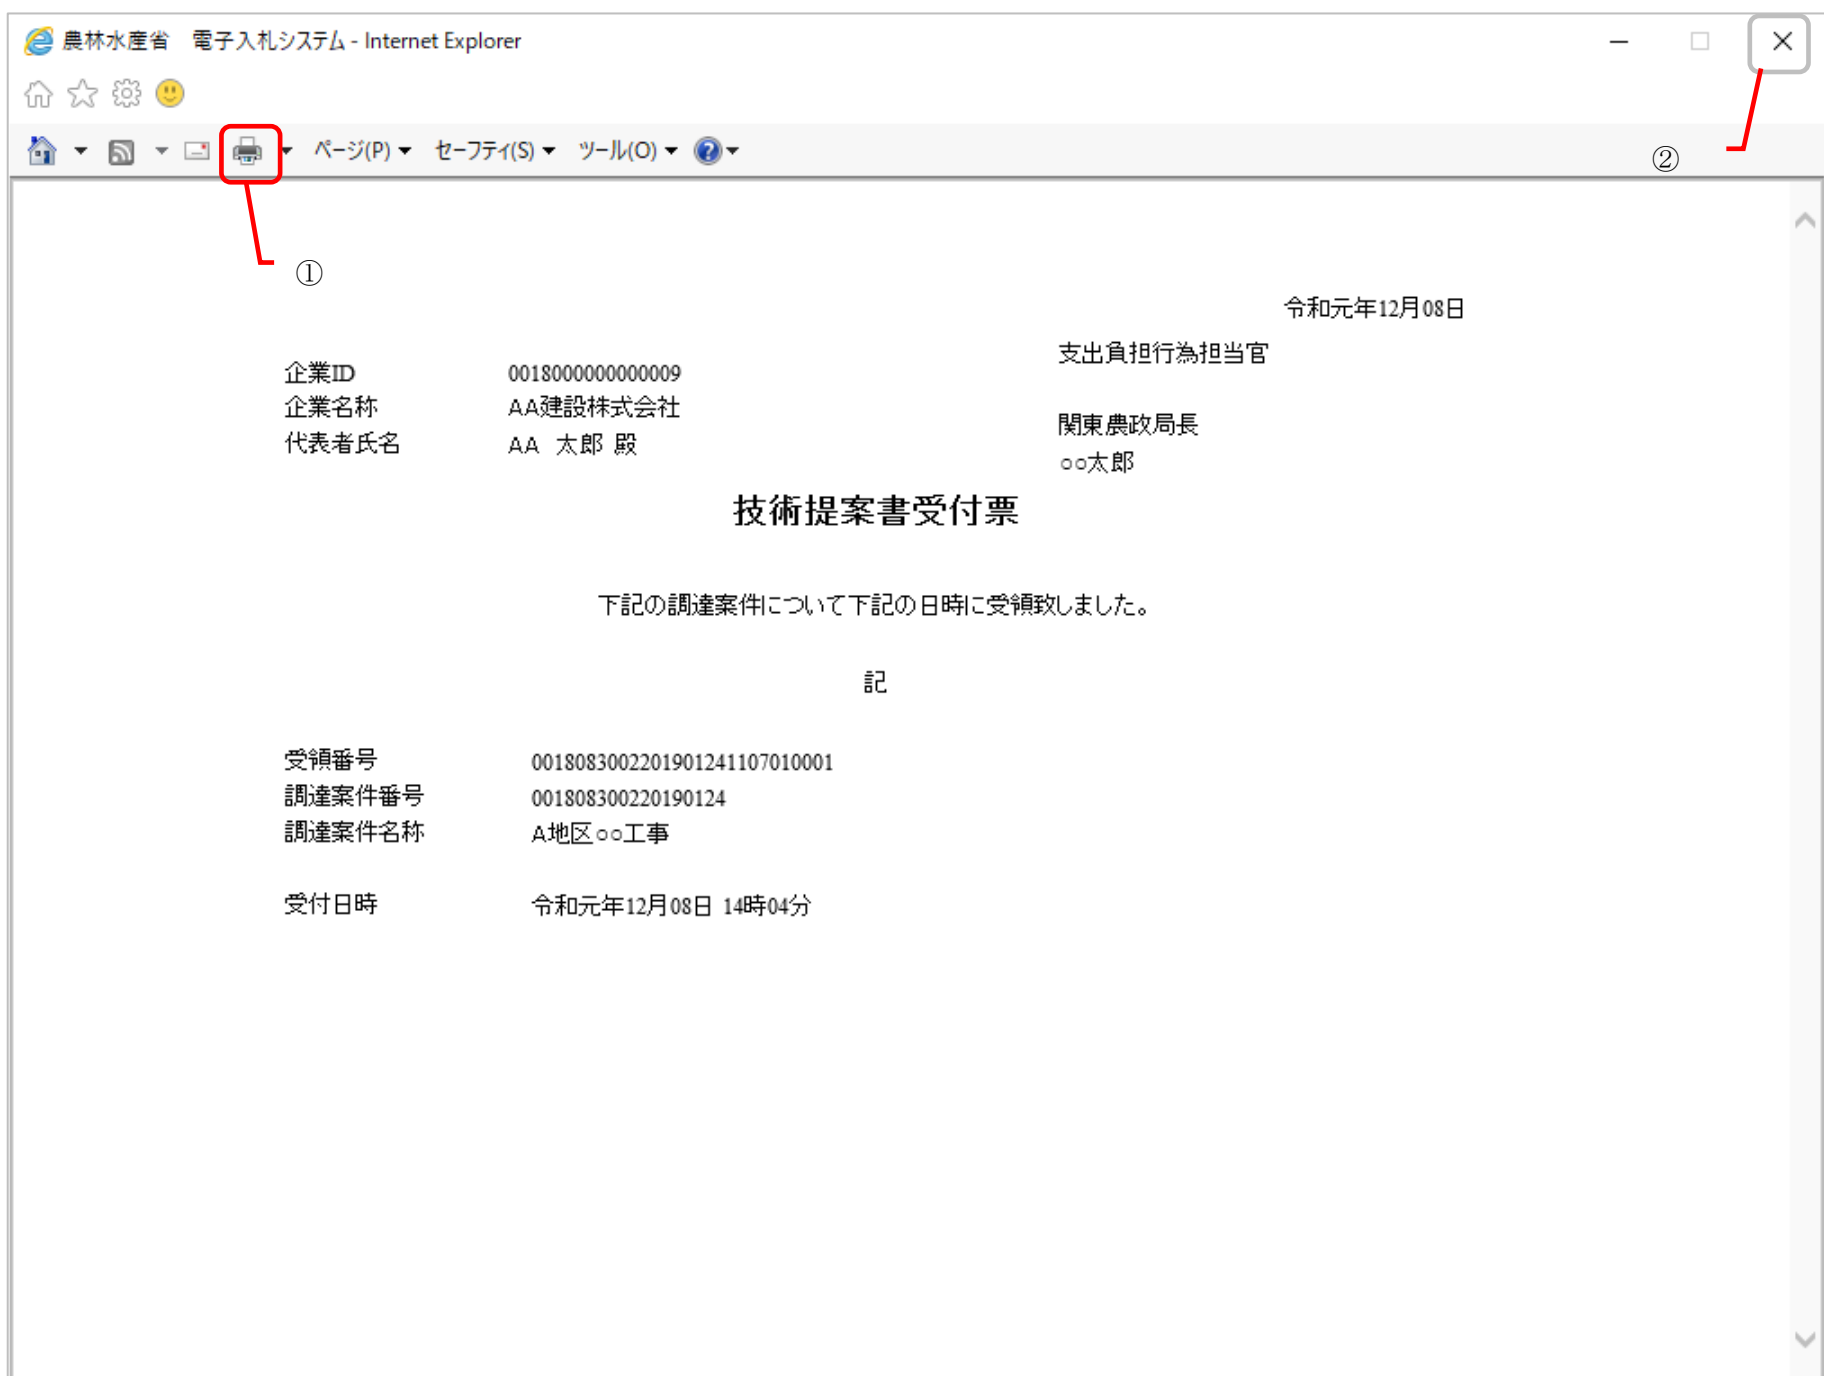 農林水産省　電子入札システム - Internet Explorer
ページ(P) セーフティ(S) ツール(O)
②
①
令和元年12月08日
支出負担行為担当官
企業ID 0018000000000009
企業名称 AA建設株式会社
関東農政局長
代表者氏名 AA 太郎 殿
○○太郎
技術提案書受付票
下記の調達案件について下記の日時に受領致しました。
記
受領番号 0018083002201901241107010001
調達案件番号 001808300220190124
調達案件名称 A地区○○工事
受付日時 令和元年12月08日 14時04分